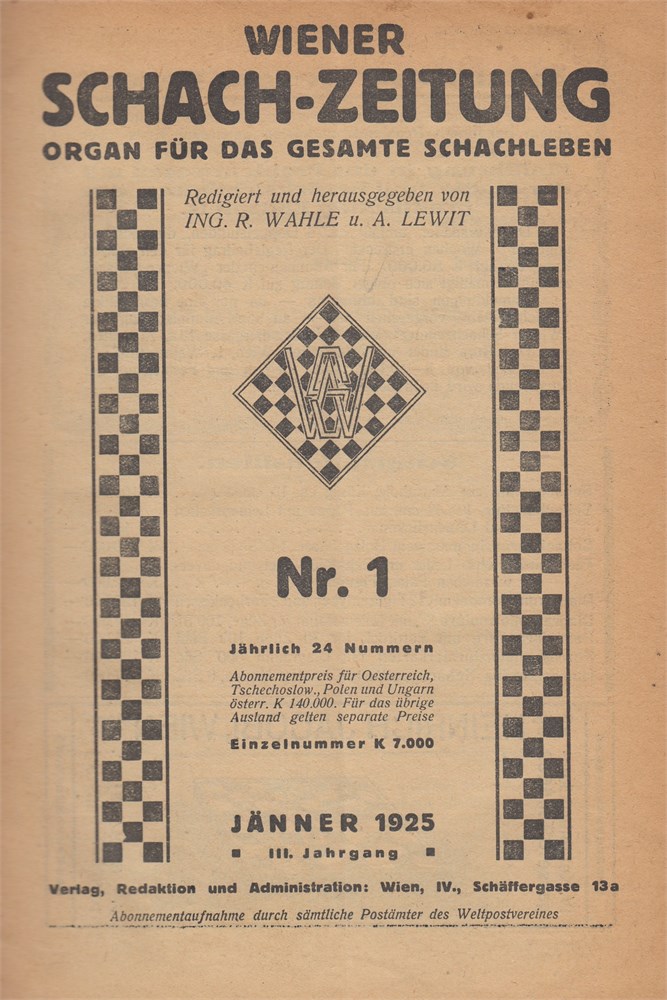 WIENER
SCHACH-ZEITUNG
ORGAN FÜR DAS GESAMTE SCHACHLEBEN
Redigiert und herausgegeben von
ING. R. WAHLE u. A. LEWIT
Nr. 1
Jährlich 24 Nummern
Abonnementpreis für Oesterreich,
Tschechoslow., Polen und Ungarn
österr. K 140.000. Für das übrige
Ausland gelten separate Preise
Einzelnummer K 7.000
JÄNNER 1925
III. Jahrgang
Verlag, Redaktion und Administration: Wien, IV., Schäffergasse 13a
Abonnementaufnahme durch sämtliche Postämter des Weltpostvereines